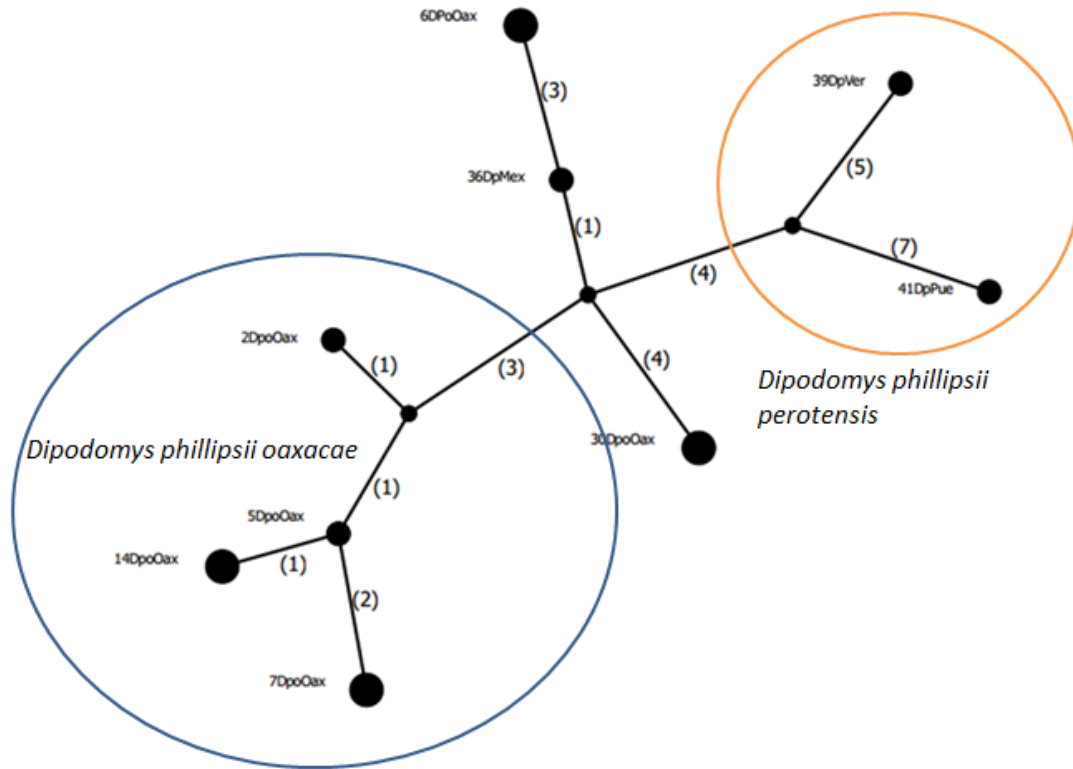 6DPoOax
39DpVer
(3)
36DpMex
(5)
(1)
(7)
(4)
41DpPue
2DpoOax
(1)
(3)
(4)
Dipodomys phillipsii
perotensis
30DpoOax
Dipodomys phillipsii oaxacae
(1)
5DpoOax
14DpoOax
(1)
(2)
7DpoOax